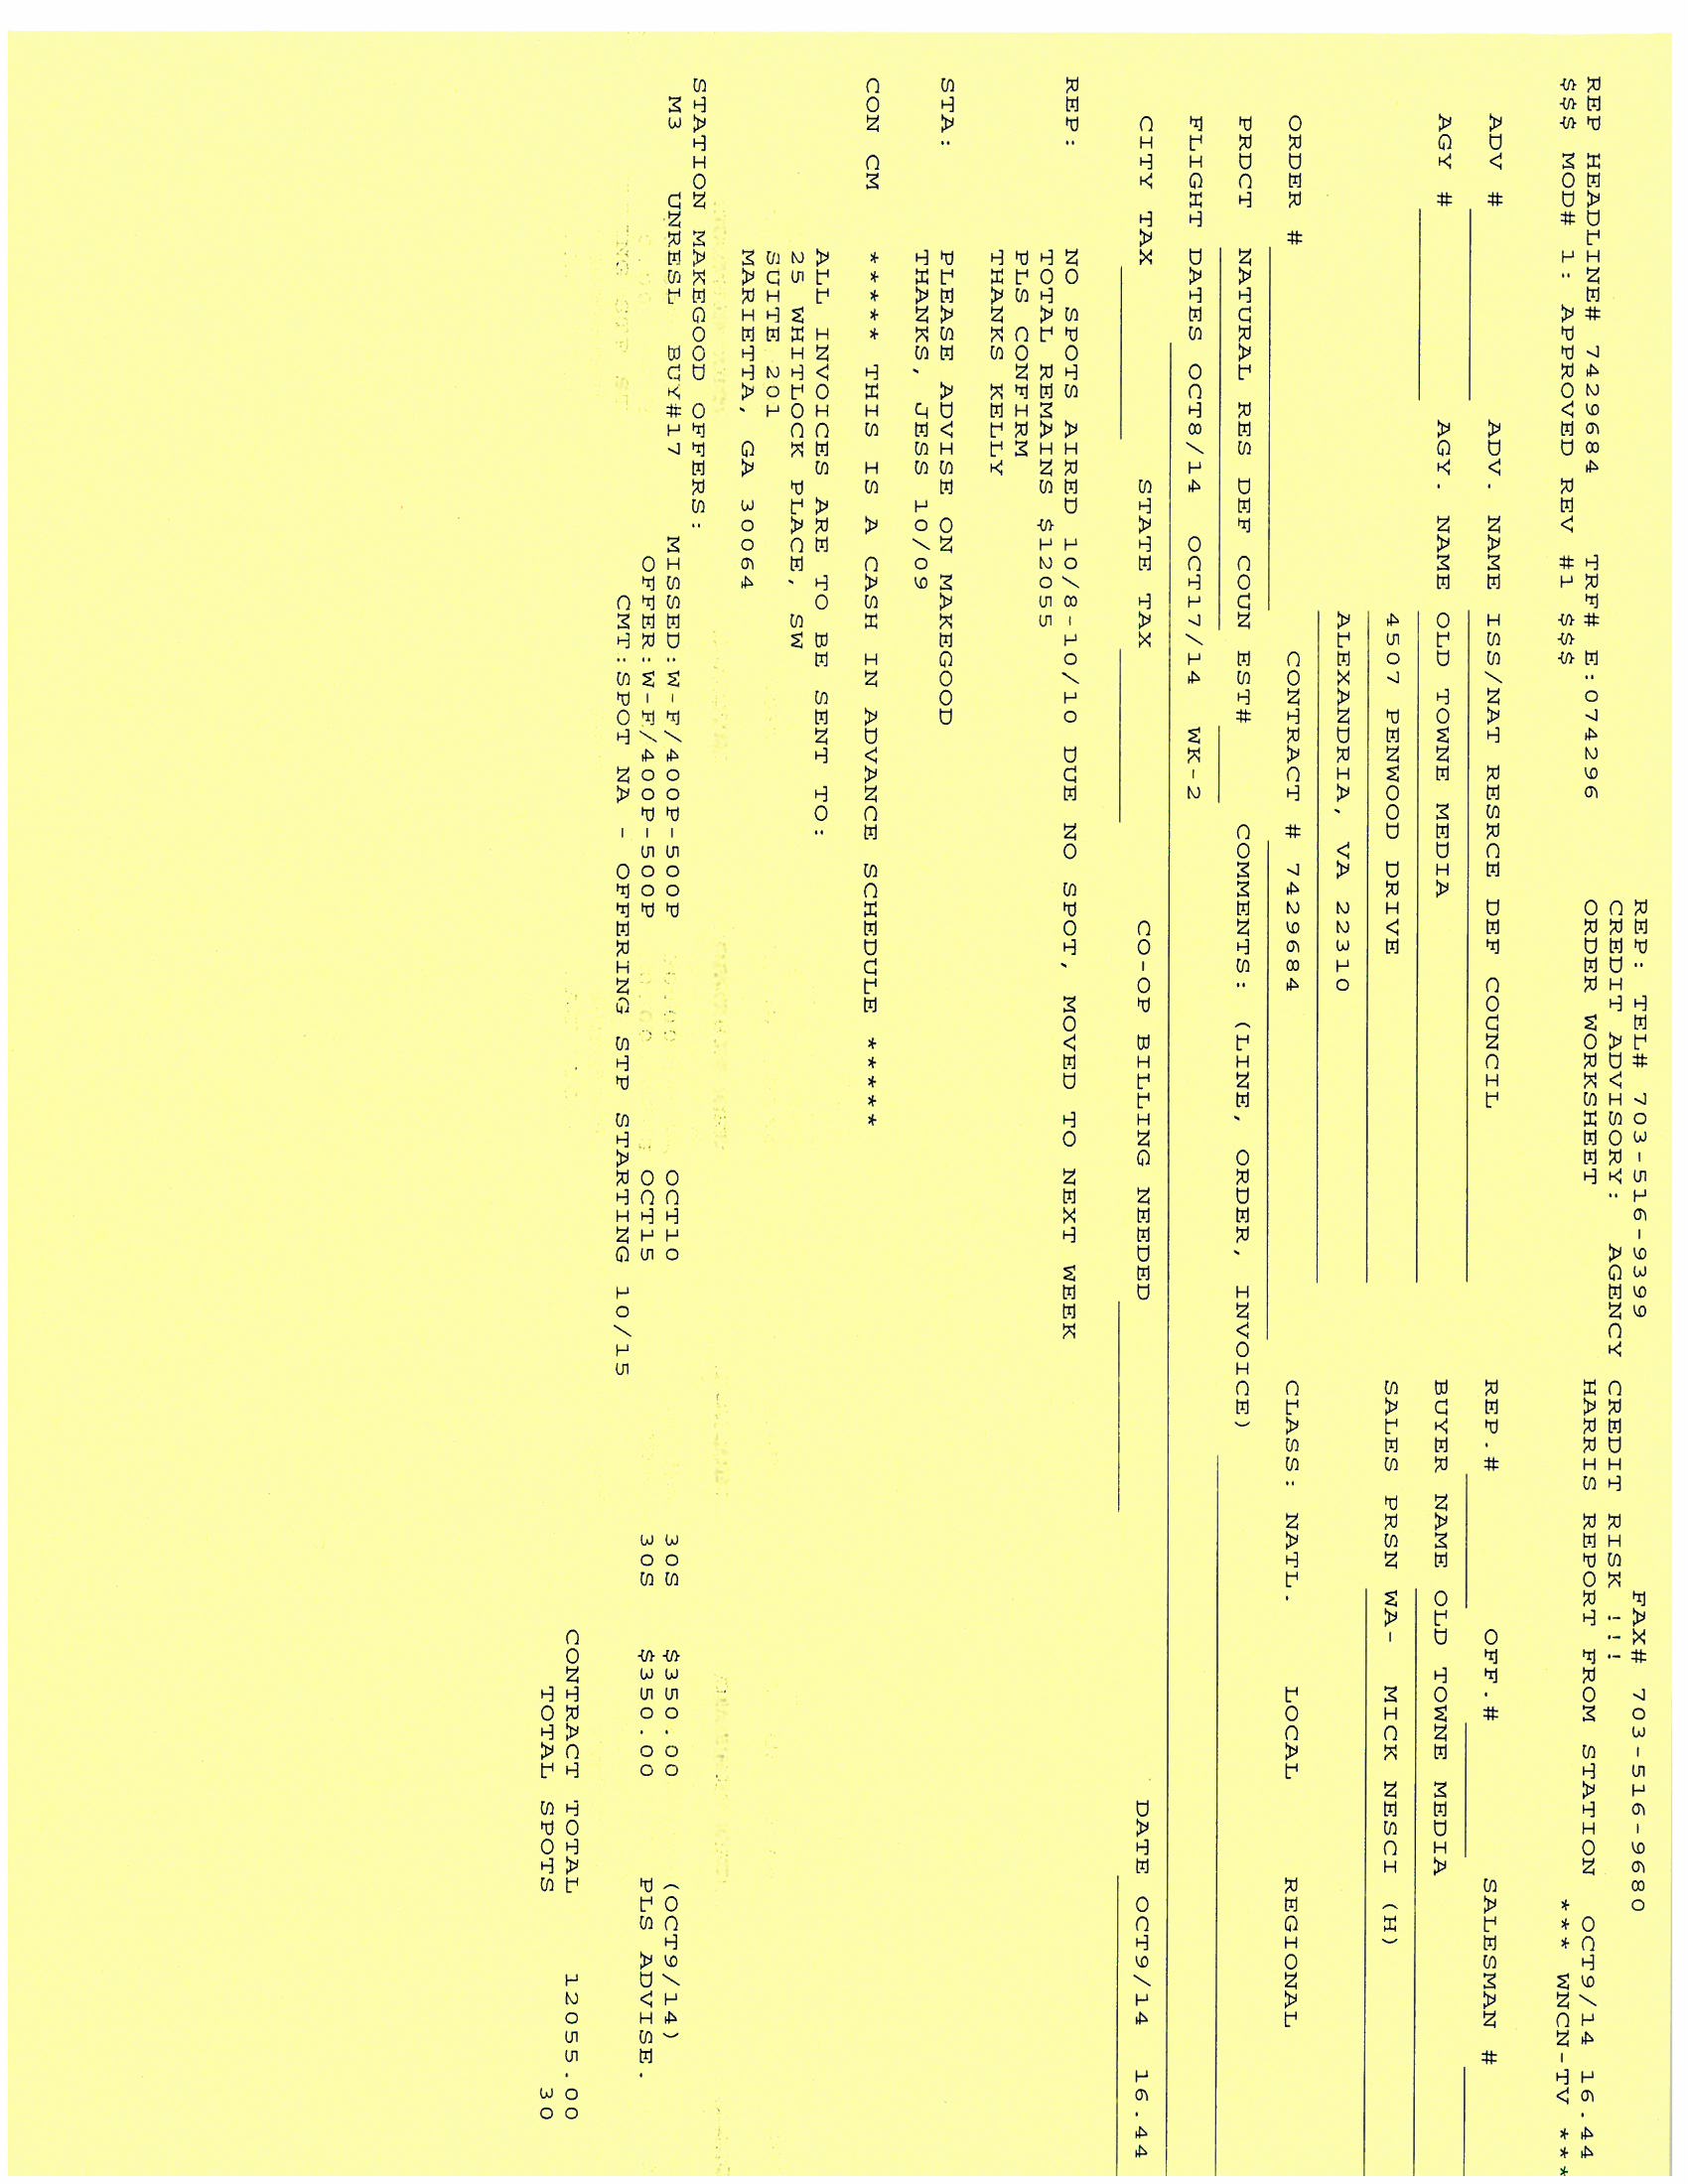 REP: TEL# 703-516-9399 FAX# 703-516-9680
CREDIT ADVISORY: AGENCY CREDIT RISK !!!
REP HEADLINE# 7429684 TRF# E:074296 ORDER WORKSHEET HARRIS REPORT FROM STATION OCT9/14 16.44
$$$ MOD# 1: APPROVED REV #1 $$$ *** WNCN-TV ***
ADV # ADV. NAME ISS/NAT RESRCE DEF COUNCIL REP.# OFF.# SALESMAN #
AGY # AGY. NAME OLD TOWNE MEDIA BUYER NAME OLD TOWNE MEDIA
4507 PENWOOD DRIVE SALES PRSN WA- MICK NESCI (H)
ALEXANDRIA, VA 22310
ORDER # CONTRACT # 7429684 CLASS: NATL. LOCAL REGIONAL
PRDCT NATURAL RES DEF COUN EST# COMMENTS: (LINE, ORDER, INVOICE)
FLIGHT DATES OCT8/14 OCT17/14 WK-2
CITY TAX STATE TAX CO-OP BILLING NEEDED DATE OCT9/14 16.44
REP: NO SPOTS AIRED 10/8-10/10 DUE NO SPOT, MOVED TO NEXT WEEK
TOTAL REMAINS $12055
PLS CONFIRM
THANKS KELLY
STA: PLEASE ADVISE ON MAKEGOOD
THANKS, JESS 10/09
CON CM ***** THIS IS A CASH IN ADVANCE SCHEDULE *****
ALL INVOICES ARE TO BE SENT TO:
25 WHITLOCK PLACE, SW
SUITE 201
MARIETTA, GA 30064
STATION MAKEGOOD OFFERS:
M3 UNRESL BUY#17 MISSED:W-F/400P-500P OCT10 30S $350.00 (OCT9/14)
OFFER:W-F/400P-500P OCT15 30S $350.00 PLS ADVISE.
CMT:SPOT NA - OFFERING STP STARTING 10/15
CONTRACT TOTAL 12055.00
TOTAL SPOTS 30